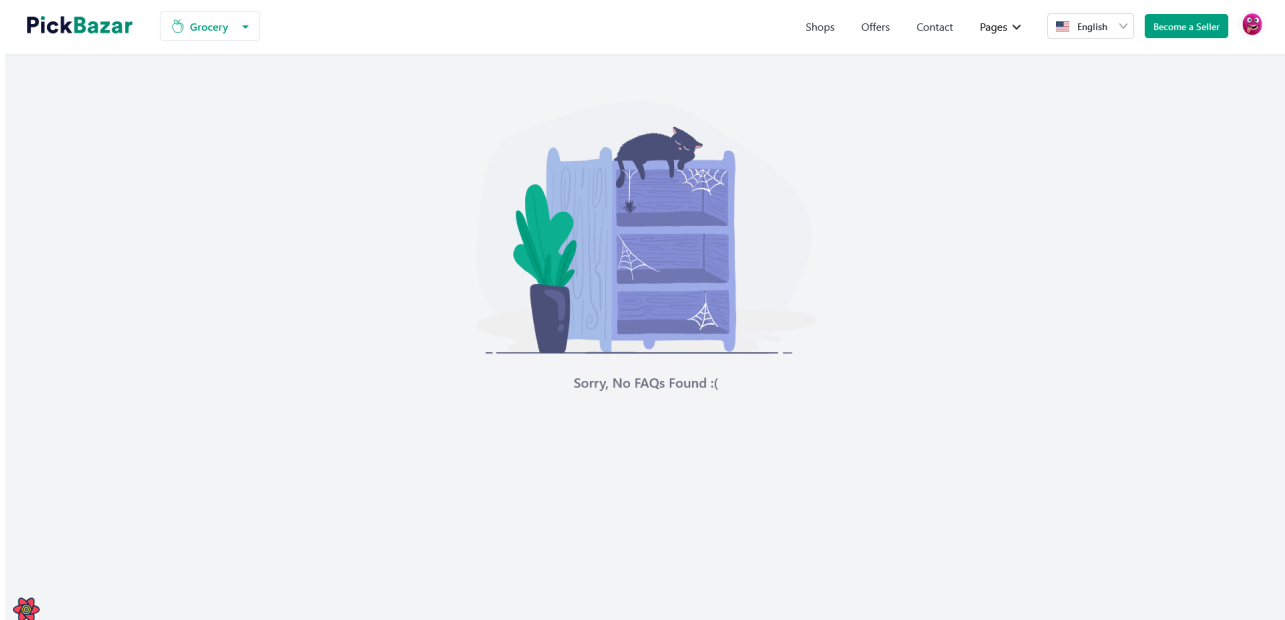 PickBazar
Grocery
Shops
Offers
Contact
Pages
English
Become a Seller
Sorry, No FAQs Found :(